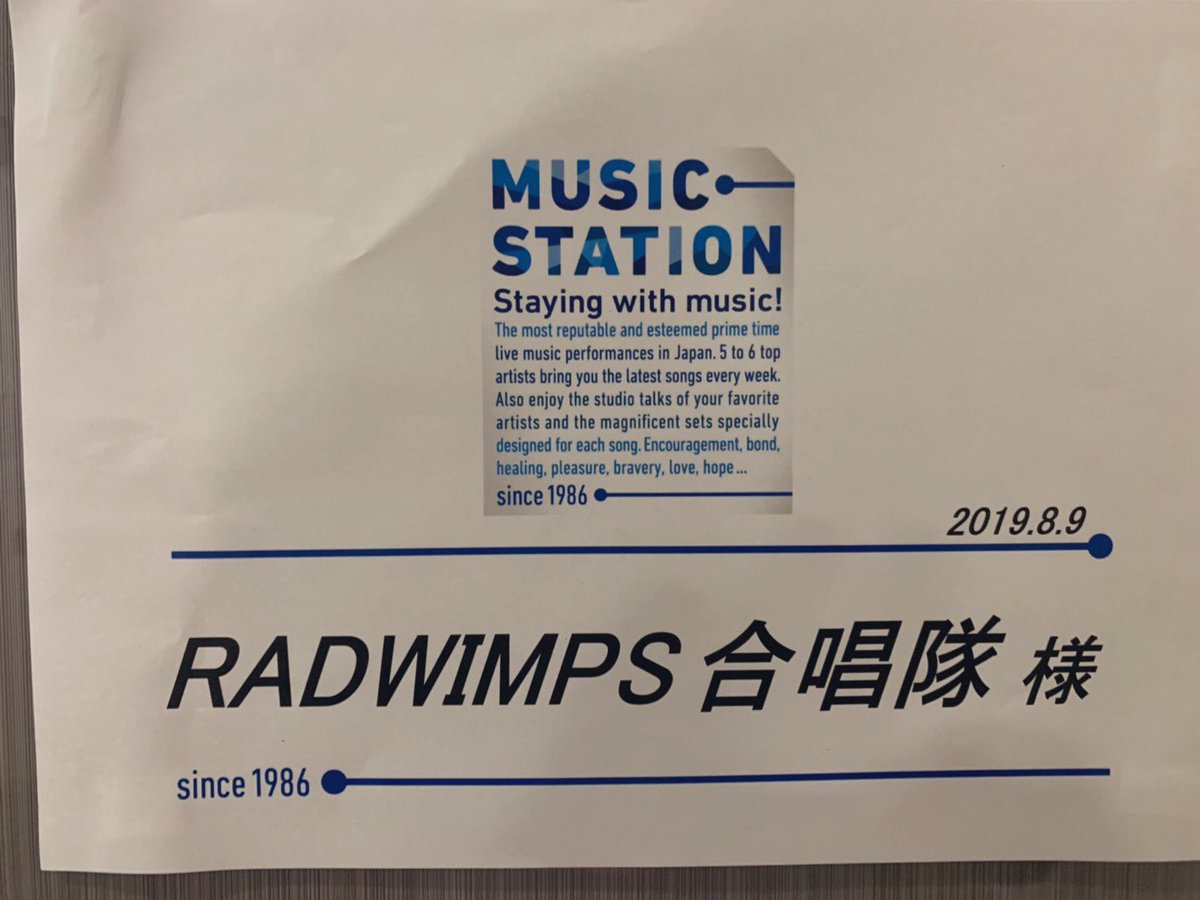 MUSIC
STATION
Staying with music!
The most reputable and esteemed prime time
live music performances in Japan. 5 to 6 top
artists bring you the latest songs every week.
Also enjoy the studio talks of your favorite
artists and the magnificent sets specially
designed for each song. Encouragement, bond,
healing, pleasure, bravery, love, hope...
since 1986
2019.8.9
RADWIMPS 合唱隊 様
since 1986